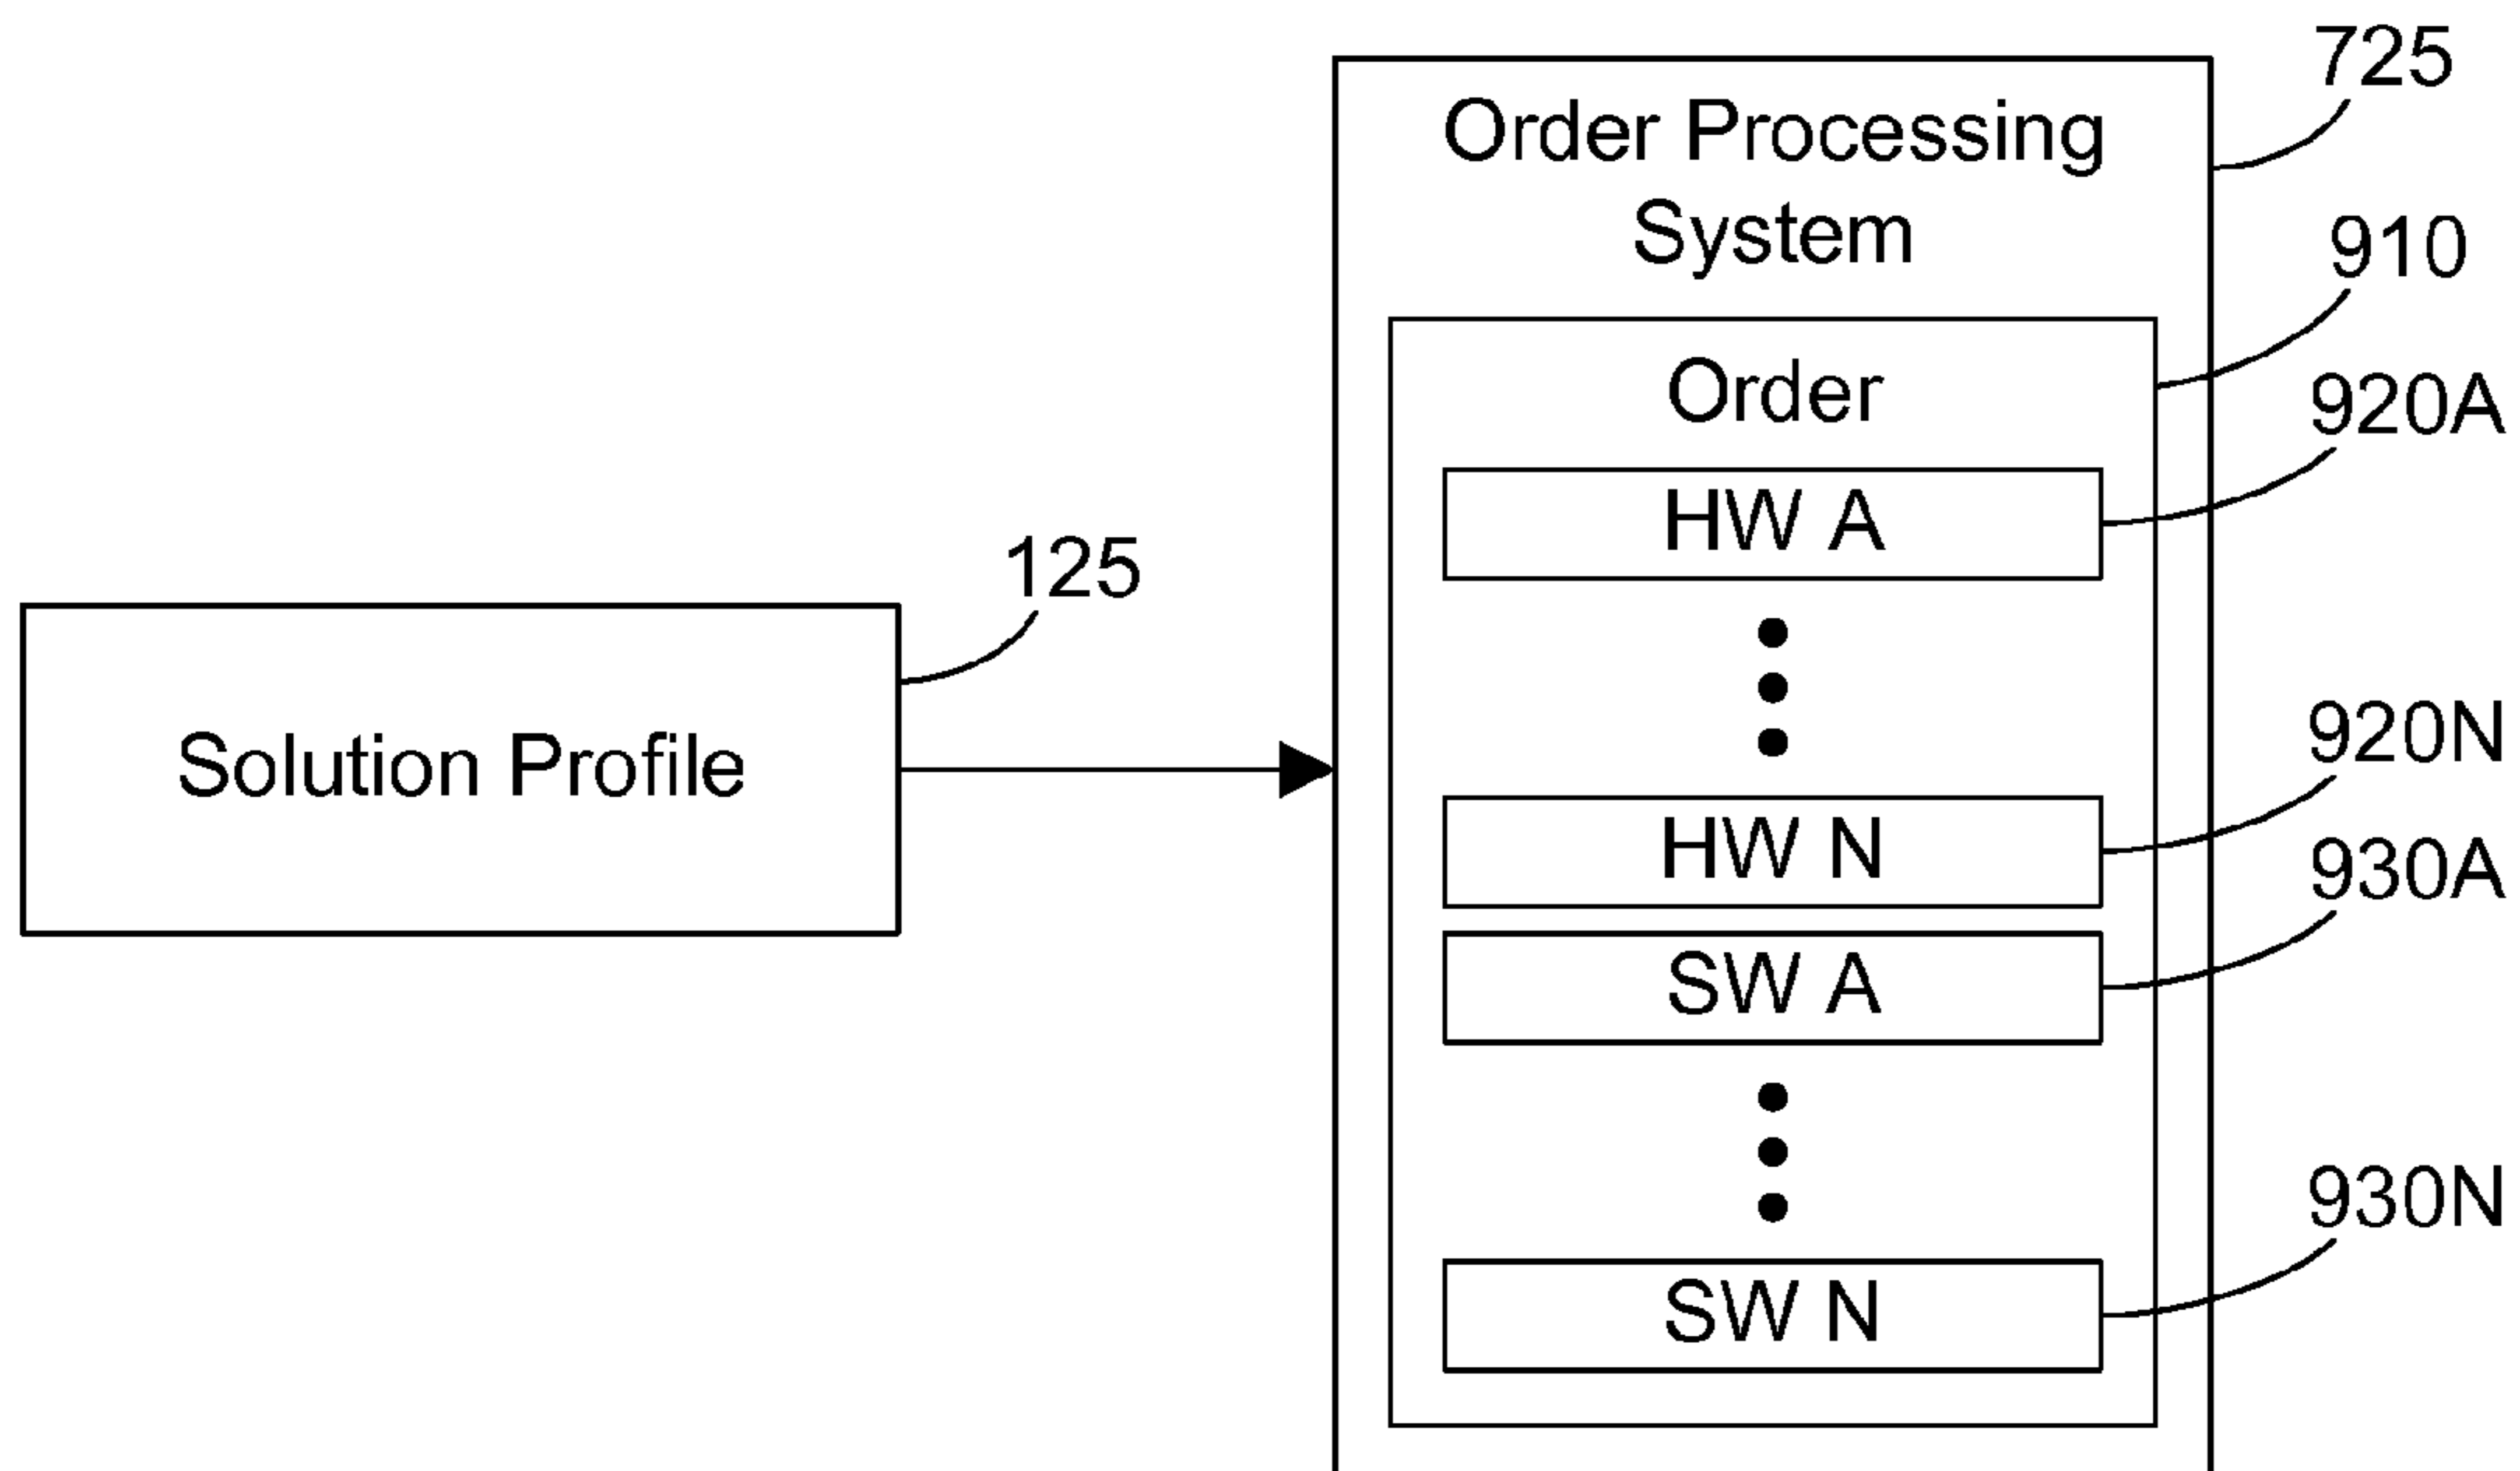 725
Order Processing
System
910
Order
920A
HW A
125
Solution Profile
920N
HW N
930A
SW A
930N
SW N